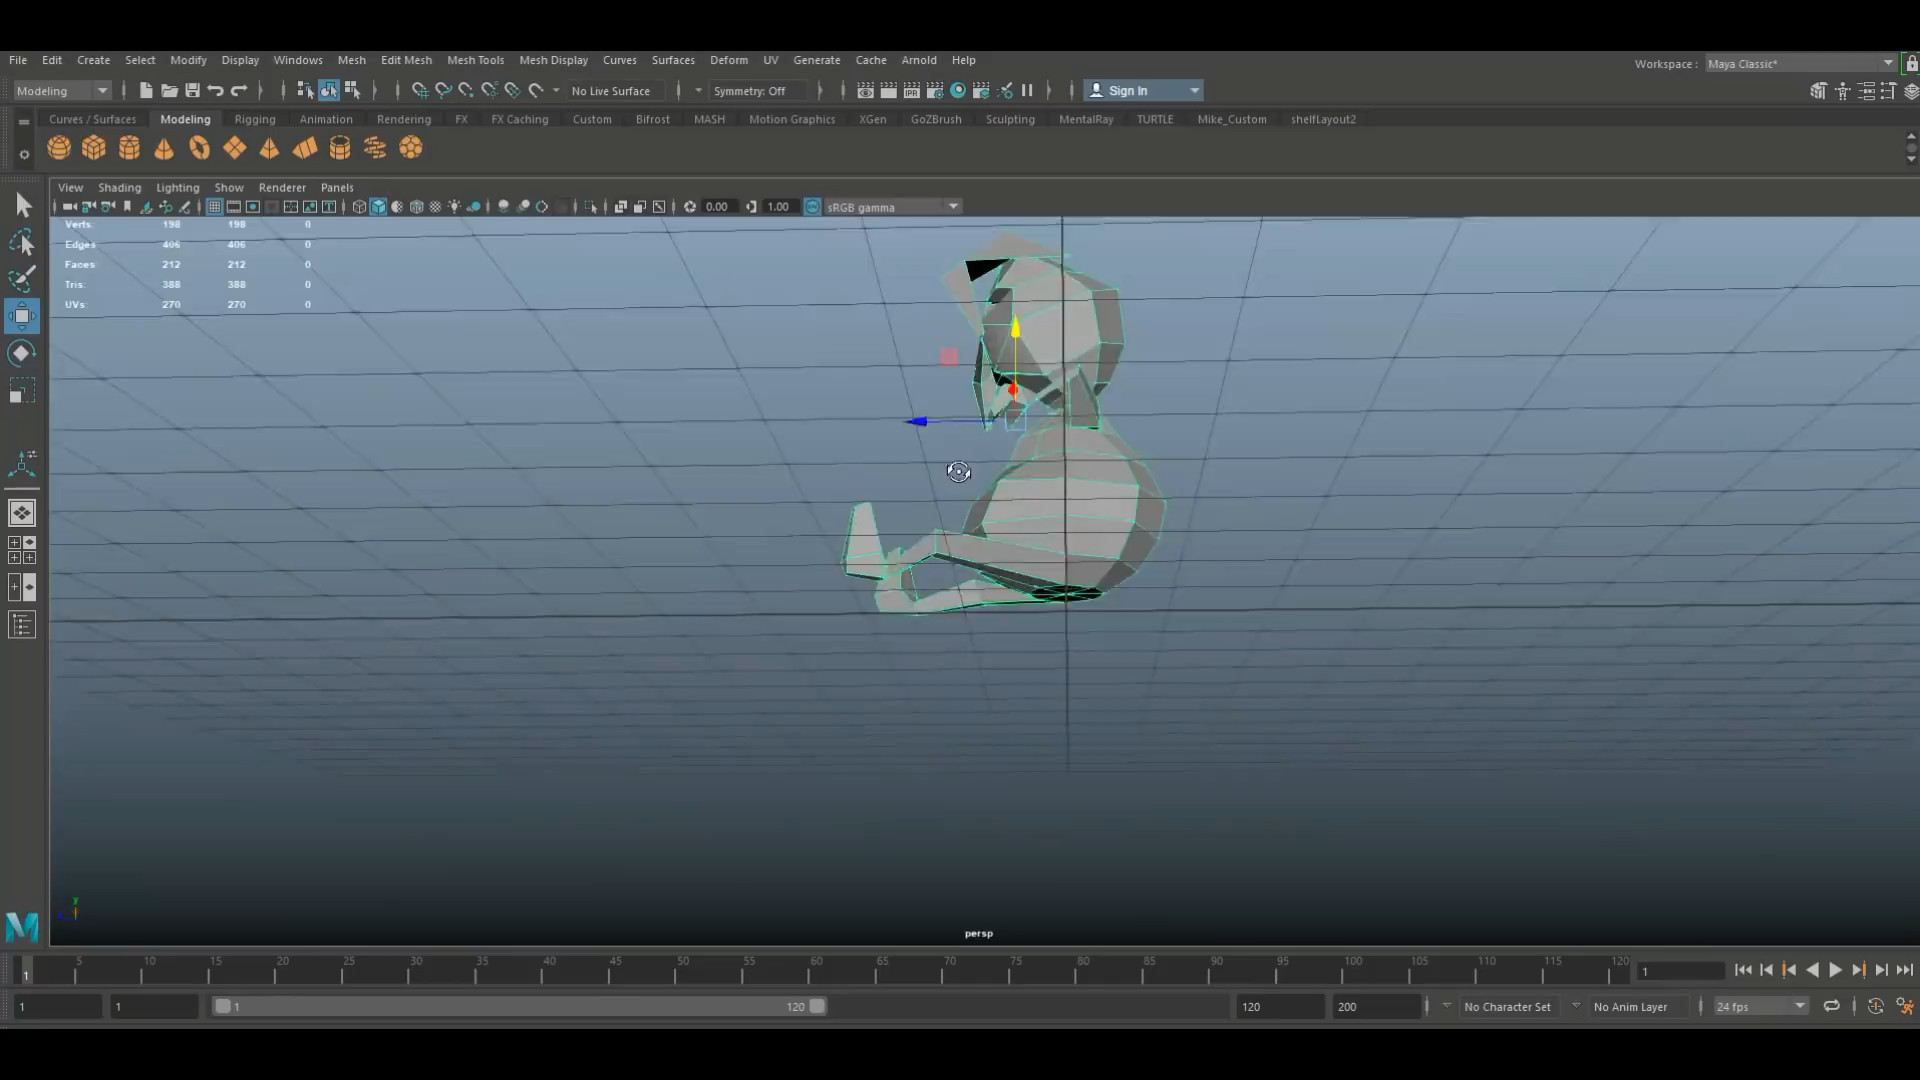 File Edit Create Select Modify Display Windows Mesh Edit Mesh Mesh Tools Mesh Display Curves Surfaces Deform UV Generate Cache Arnold Help Workspace : Maya Classic*
Modeling No Live Surface Symmetry: Off IPR Sign In
Curves / Surfaces Modeling Rigging Animation Rendering FX FX Caching Custom Bifrost MASH Motion Graphics XGen GoZBrush Sculpting MentalRay TURTLE Mike_Custom shelfLayout2
View Shading Lighting Show Renderer Panels
0.00 1.00 sRGB gamma
Verts: 198 198 0
Edges 406 406 0
Faces: 212 212 0
Tris: 388 388 0
UVs: 270 270 0
persp
5 10 15 20 25 30 35 40 45 50 55 60 65 70 75 80 85 90 95 100 105 110 115 120
1 1
1 1 1 120 120 200 No Character Set No Anim Layer 24 fps